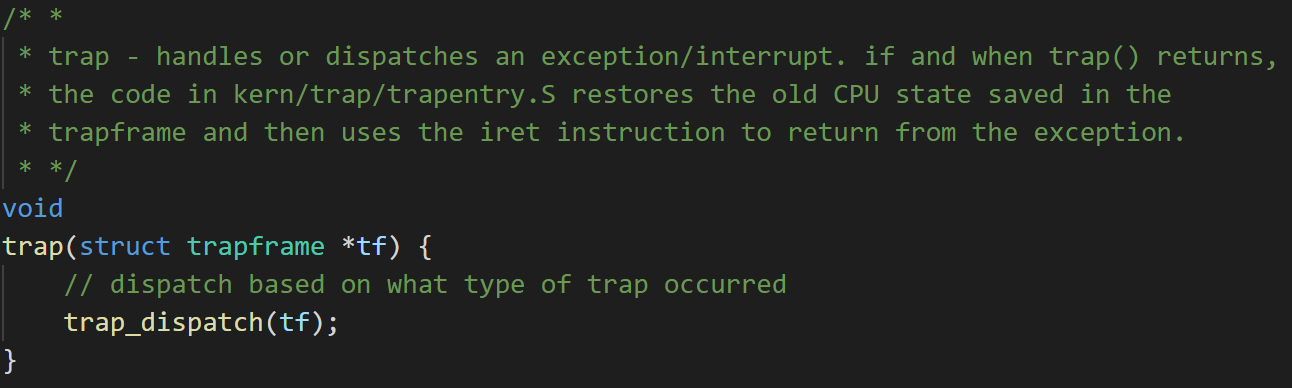 /* *
 * trap - handles or dispatches an exception/interrupt. if and when trap() returns,
 * the code in kern/trap/trapentry.S restores the old CPU state saved in the
 * trapframe and then uses the iret instruction to return from the exception.
 * */
void
trap(struct trapframe *tf) {
    // dispatch based on what type of trap occurred
    trap_dispatch(tf);
}